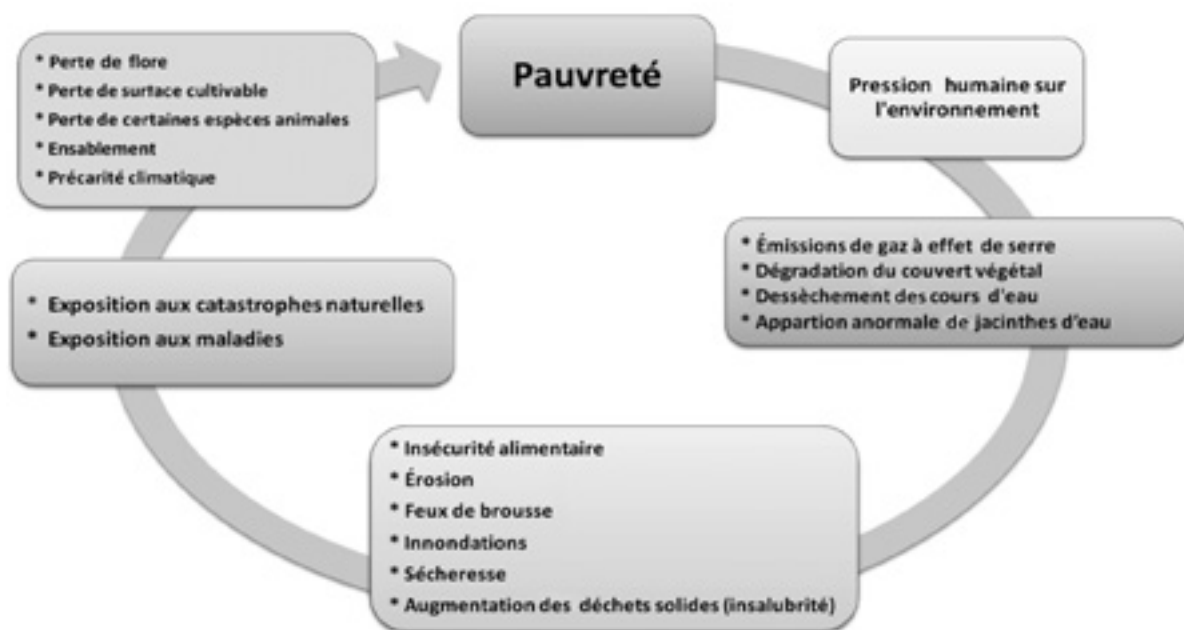 Pauvreté
Pression humaine sur
l'environnement
* Émissions de gaz à effet de serre
* Dégradation du couvert végétal
* Dessèchement des cours d'eau
* Appartion anormale de jacinthes d'eau
* Insécurité alimentaire
* Érosion
* Feux de brousse
* Innondations
* Sécheresse
* Augmentation des déchets solides (insalubrité)
* Exposition aux catastrophes naturelles
* Exposition aux maladies
* Perte de flore
* Perte de surface cultivable
* Perte de certaines espèces animales
* Ensablement
* Précarité climatique